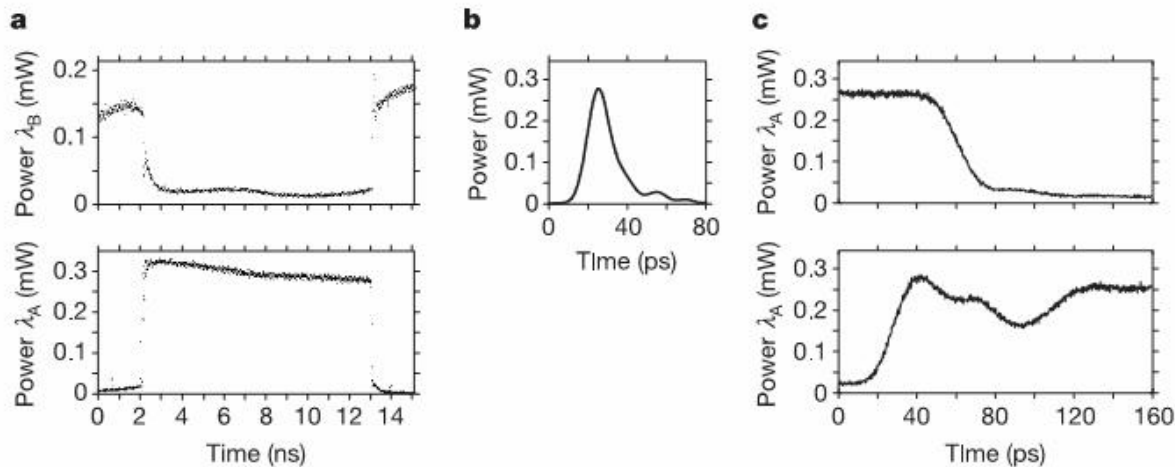 a
Power λB (mW)
0.2
0.1
0
Power λA (mW)
0.3
0.2
0.1
0
0 2 4 6 8 10 12 14
Time (ns)
b
Power (mW)
0.3
0.2
0.1
0
0 40 80
TIme (ps)
c
Power λA (mW)
0.3
0.2
0.1
0
Power λA (mW)
0.3
0.2
0.1
0
0 40 80 120 160
TIme (ps)